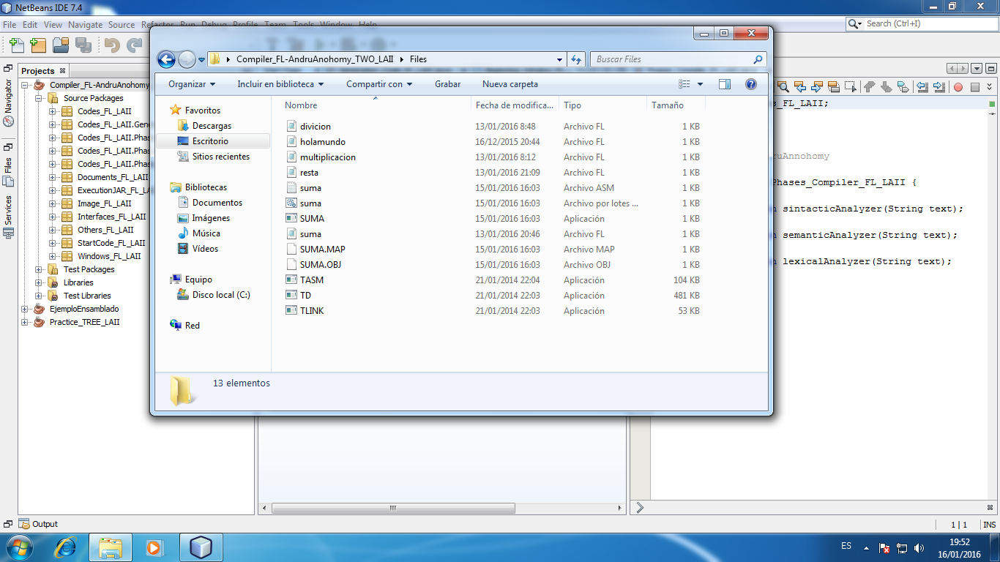 NetBeans IDE 7.4
File Edit View Navigate Source Refactor Run Debug Profile Team Tools Window Help
Search (Ctrl+I)
Compiler_FL-AndruAnohomy_TWO_LAII Files
Buscar Files
Organizar Incluir en biblioteca Compartir con Grabar Nueva carpeta
Navigator
Files
Services
Projects
Compiler_FL-AndruAnohomy
Source Packages
Codes_FL_LAII
Codes_FL_LAII.Gen
Codes_FL_LAII.Phas
Codes_FL_LAII.Phas
Codes_FL_LAII.Phas
Documents_FL_LAII
ExecutionJAR_FL_LA
Image_FL_LAII
Interfaces_FL_LAII
Others_FL_LAII
StartCode_FL_LAII
Windows_FL_LAII
Test Packages
Libraries
Test Libraries
EjemploEnsamblado
Practice_TREE_LAII
Favoritos
Descargas
Escritorio
Sitios recientes
Bibliotecas
Documentos
Imágenes
Música
Vídeos
Equipo
Disco local (C:)
Red
Nombre Fecha de modifica... Tipo Tamaño
divicion 13/01/2016 8:48 Archivo FL 1 KB
holamundo 16/12/2015 20:44 Archivo FL 1 KB
multiplicacion 13/01/2016 8:12 Archivo FL 1 KB
resta 13/01/2016 21:09 Archivo FL 1 KB
suma 15/01/2016 16:03 Archivo ASM 1 KB
suma 15/01/2016 16:03 Archivo por lotes ... 1 KB
SUMA 15/01/2016 16:03 Aplicación 1 KB
suma 13/01/2016 20:46 Archivo FL 1 KB
SUMA.MAP 15/01/2016 16:03 Archivo MAP 1 KB
SUMA.OBJ 15/01/2016 16:03 Archivo OBJ 1 KB
TASM 21/01/2014 22:04 Aplicación 104 KB
TD 21/01/2014 22:03 Aplicación 481 KB
TLINK 21/01/2014 22:03 Aplicación 53 KB
13 elementos
s_FL_LAII;
druAnnohomy
Phases_Compiler_FL_LAII {
n sintacticAnalyzer(String text);
n semanticAnalyzer(String text);
n lexicalAnalyzer(String text);
Output
1 | 1 INS
ES
19:52
16/01/2016